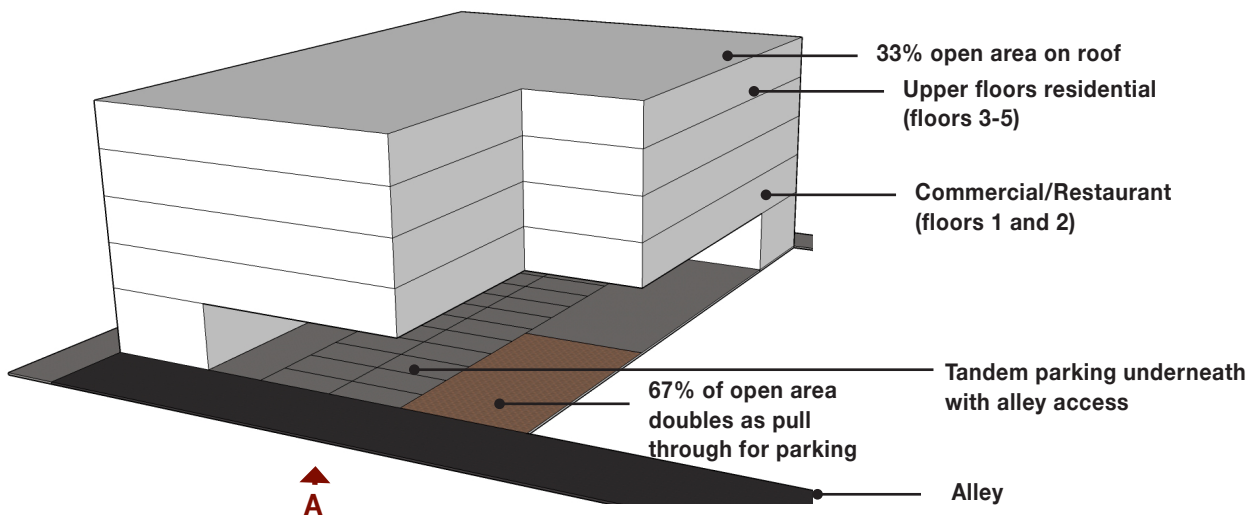 33% open area on roof
Upper floors residential
(floors 3-5)
Commercial/Restaurant
(floors 1 and 2)
Tandem parking underneath
with alley access
67% of open area
doubles as pull
through for parking
Alley
A